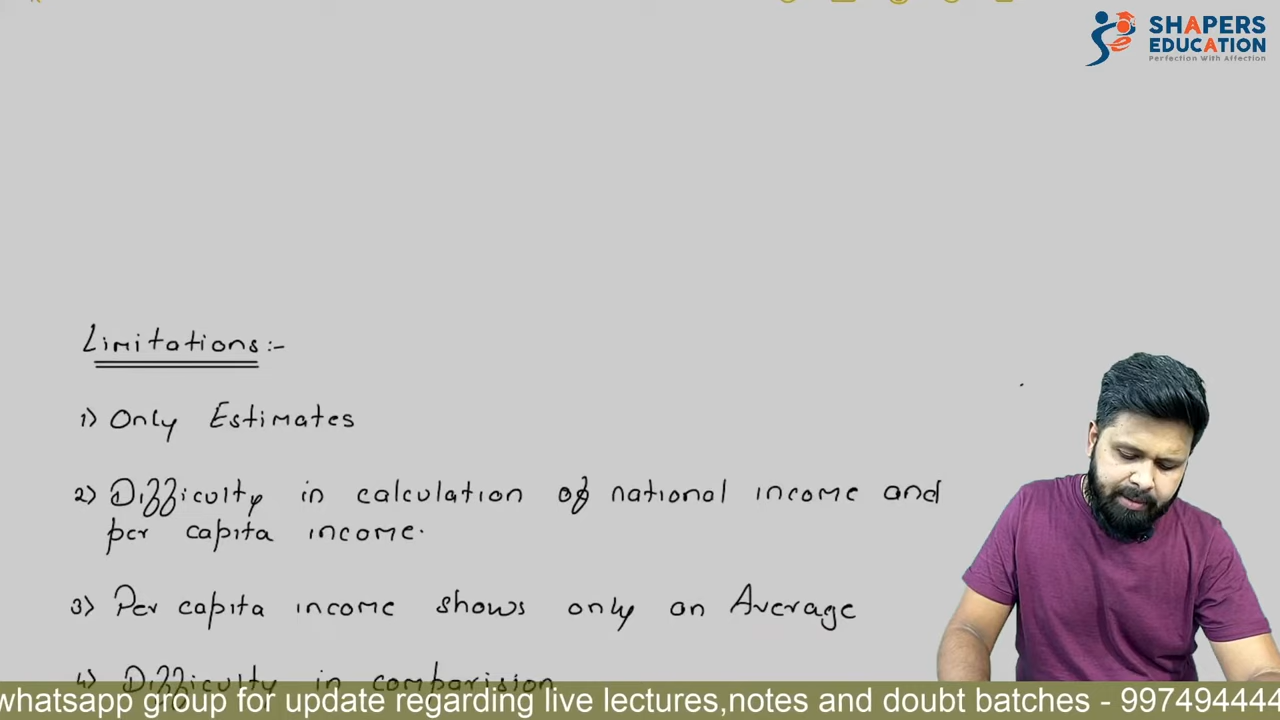 SHAPERS
EDUCATION
Perfection With Affection
Limitations:-
1) Only Estimates
2) Difficulty in calculation of national income and
per capita income.
3) Per capita income shows only an Average
4) Difficulty in comparision
whatsapp group for update regarding live lectures,notes and doubt batches - 997494444